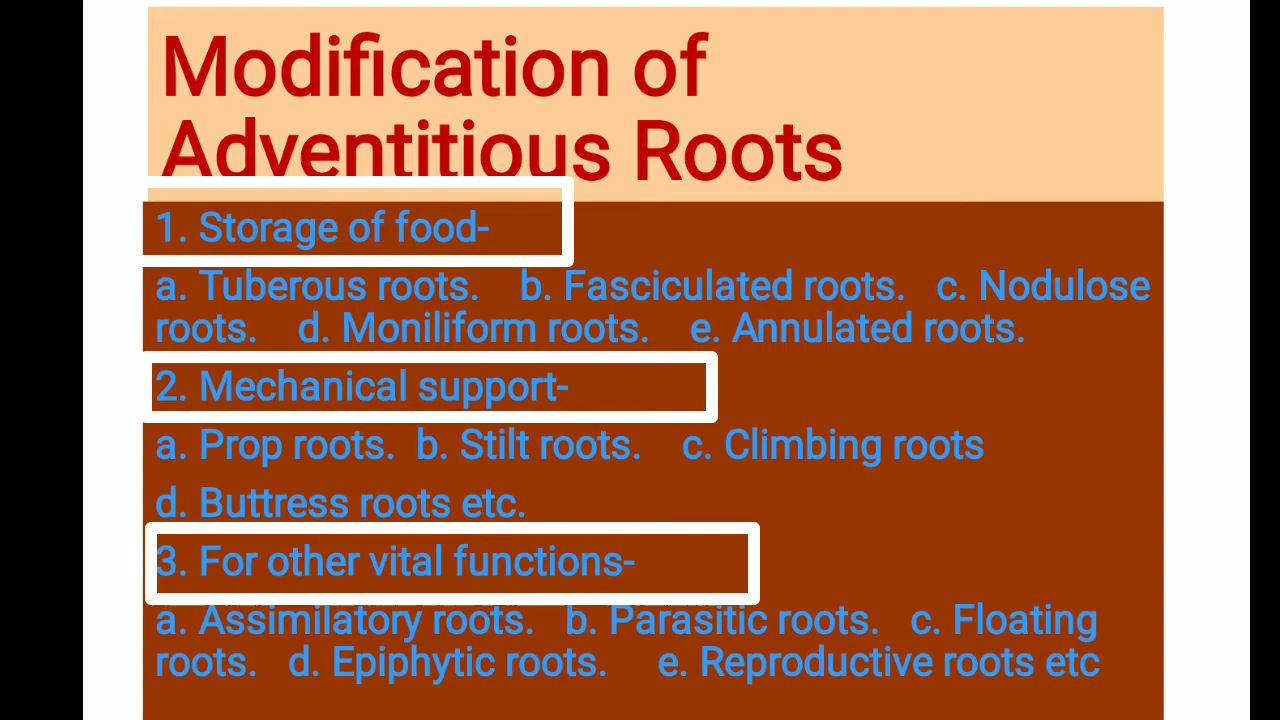 Modification of
Adventitious Roots
1. Storage of food-
a. Tuberous roots. b. Fasciculated roots. c. Nodulose
roots. d. Moniliform roots. e. Annulated roots.
2. Mechanical support-
a. Prop roots. b. Stilt roots. c. Climbing roots
d. Buttress roots etc.
3. For other vital functions-
a. Assimilatory roots. b. Parasitic roots. c. Floating
roots. d. Epiphytic roots. e. Reproductive roots etc